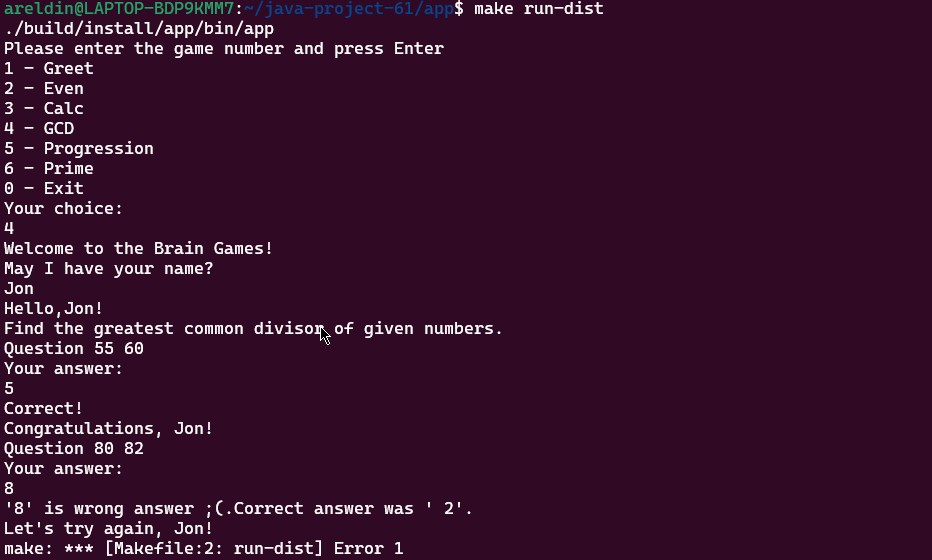 areldin@LAPTOP-BDP9KMM7:~/java-project-61/app$ make run-dist
./build/install/app/bin/app
Please enter the game number and press Enter
1 - Greet
2 - Even
3 - Calc
4 - GCD
5 - Progression
6 - Prime
0 - Exit
Your choice:
4
Welcome to the Brain Games!
May I have your name?
Jon
Hello,Jon!
Find the greatest common divisor of given numbers.
Question 55 60
Your answer:
5
Correct!
Congratulations, Jon!
Question 80 82
Your answer:
8
'8' is wrong answer ;(.Correct answer was ' 2'.
Let's try again, Jon!
make: *** [Makefile:2: run-dist] Error 1